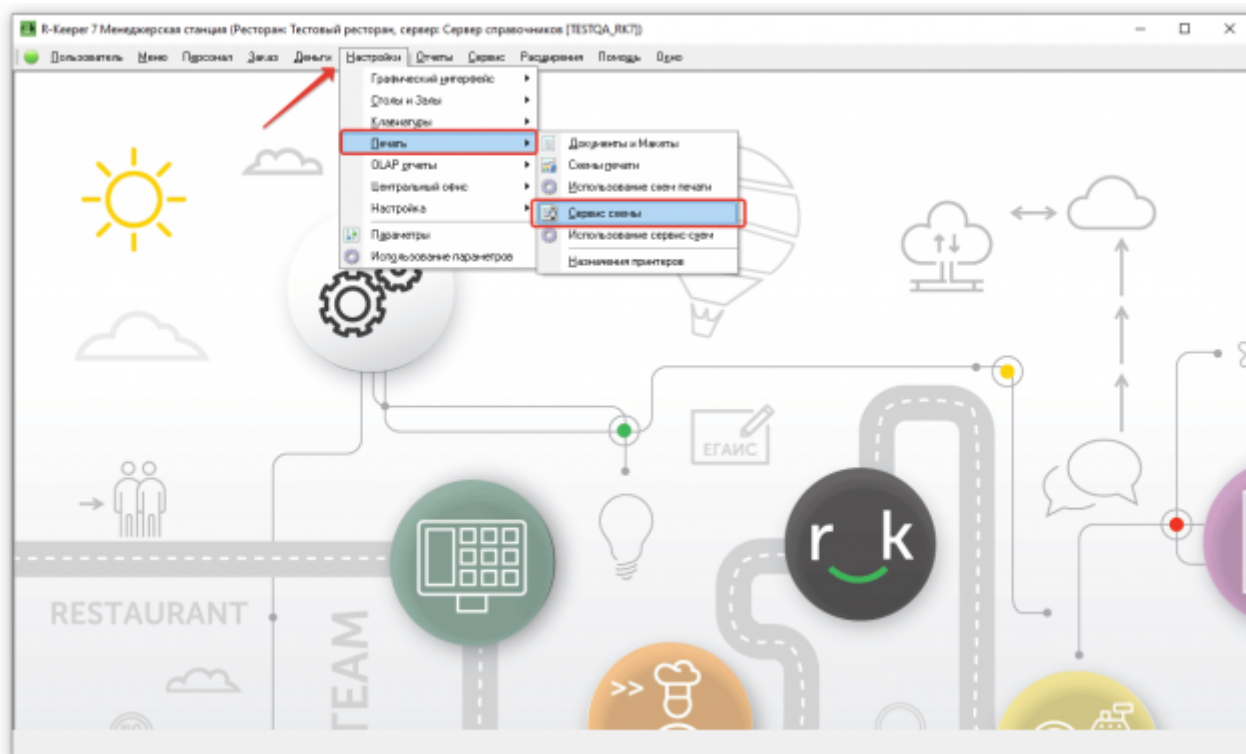 R-Keeper 7 Менеджерская станция (Ресторан: Тестовый ресторан, сервер: Сервер справочников [TESTQA_RK7])
Пользователь Меню Персонал Заказ Деньги Настройки Отчеты Сервис Расширения Помощь Окно
Графический интерфейс
Столы и Залы
Клавиатуры
Печать
OLAP отчеты
Центральный офис
Настройка
Параметры
Использование параметров
Документы и Макеты
Схемы печати
Использование схем печати
Сервис схемы
Использование сервис-схем
Назначения принтеров
ЕГАИС
r k
RESTAURANT
TEAM
>>